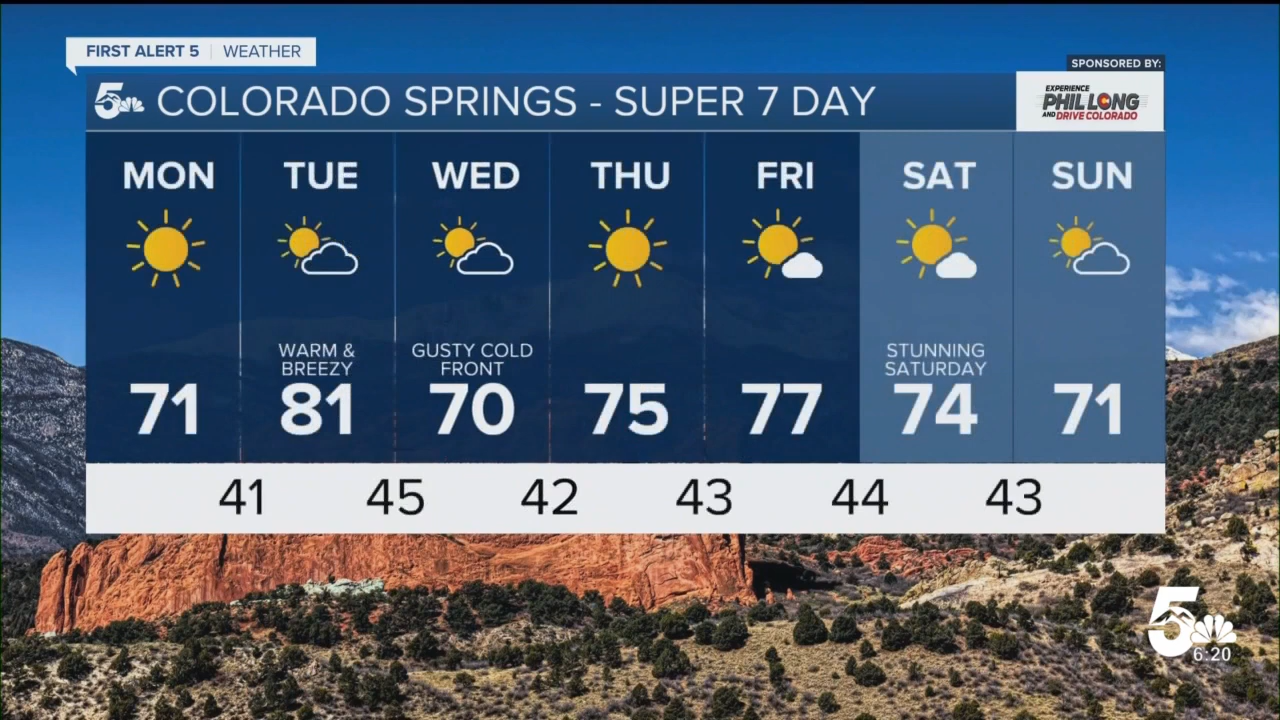 FIRST ALERT 5 | WEATHER
SPONSORED BY:
5 COLORADO SPRINGS - SUPER 7 DAY
EXPERIENCE
PHIL LONG
AND DRIVE COLORADO
MON TUE WED THU FRI SAT SUN
WARM & GUSTY COLD STUNNING
BREEZY FRONT SATURDAY
71 81 70 75 77 74 71
41 45 42 43 44 43
5
6:20